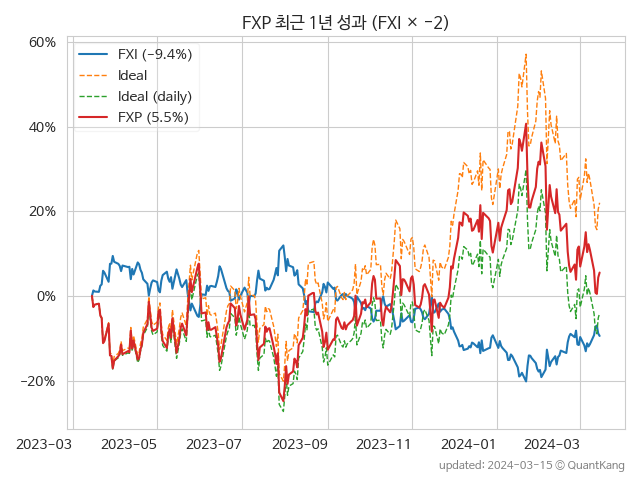 FXP 최근 1년 성과 (FXI × −2)
60%
40%
20%
0%
−20%
FXI (−9.4%)
Ideal
Ideal (daily)
FXP (5.5%)
2023-03
2023-05
2023-07
2023-09
2023-11
2024-01
2024-03
updated: 2024-03-15 ⓒ QuantKang